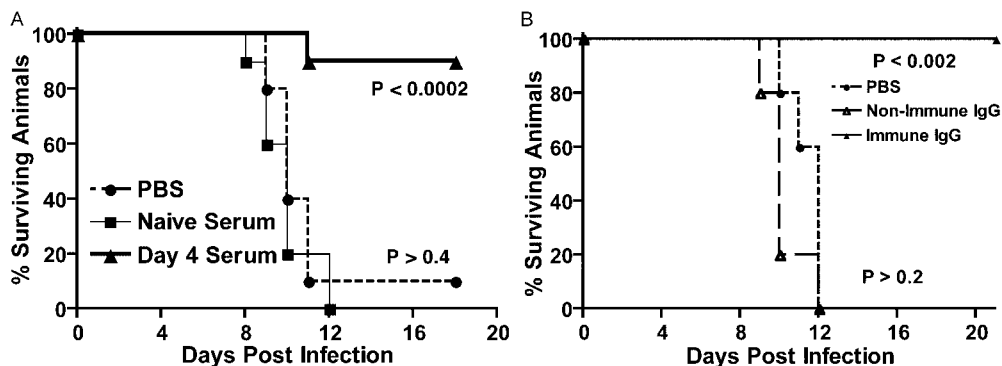 A
% Surviving Animals
100
80
60
40
20
0
P < 0.0002
PBS
Naive Serum
Day 4 Serum
P > 0.4
0 4 8 12 16 20
Days Post Infection
B
% Surviving Animals
100
80
60
40
20
0
P < 0.002
PBS
Non-Immune IgG
Immune IgG
P > 0.2
0 4 8 12 16 20
Days Post Infection